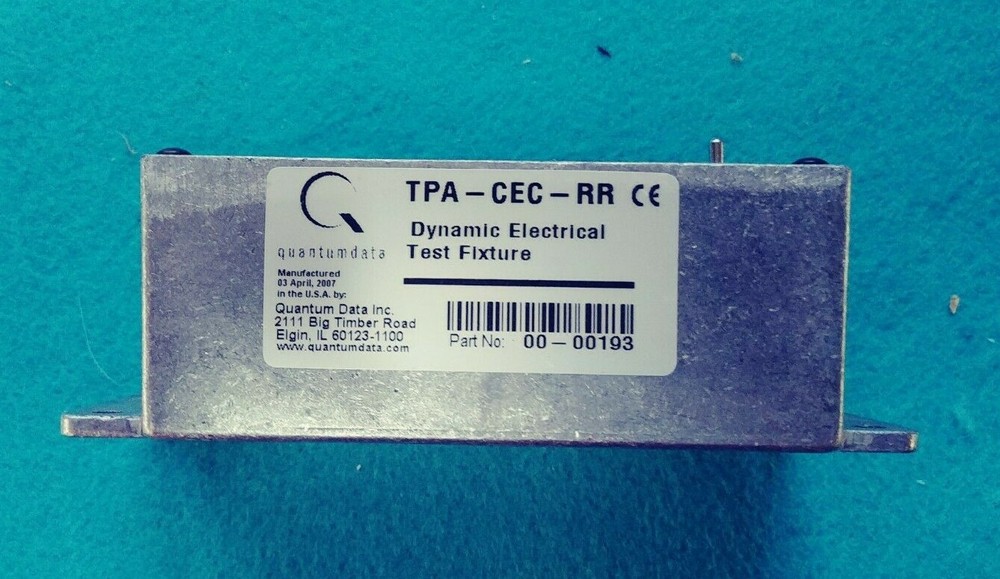 TPA-CEC-RR CE
Dynamic Electrical
Test Fixture
quantumdata
Manufactured
03 April, 2007
in the U.S.A. by:
Quantum Data Inc.
2111 Big Timber Road
Elgin, IL 60123-1100
www.quantumdata.com
Part No: 00-00193